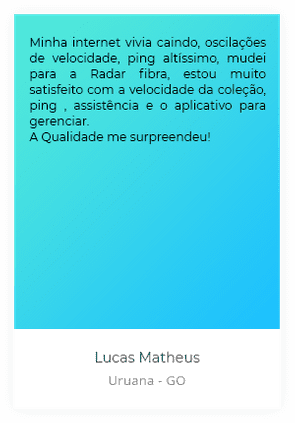 Minha internet vivia caindo, oscilações
de velocidade, ping altíssimo, mudei
para a Radar fibra, estou muito
satisfeito com a velocidade da coleção,
ping , assistência e o aplicativo para
gerenciar.
A Qualidade me surpreendeu!
Lucas Matheus
Uruana - GO